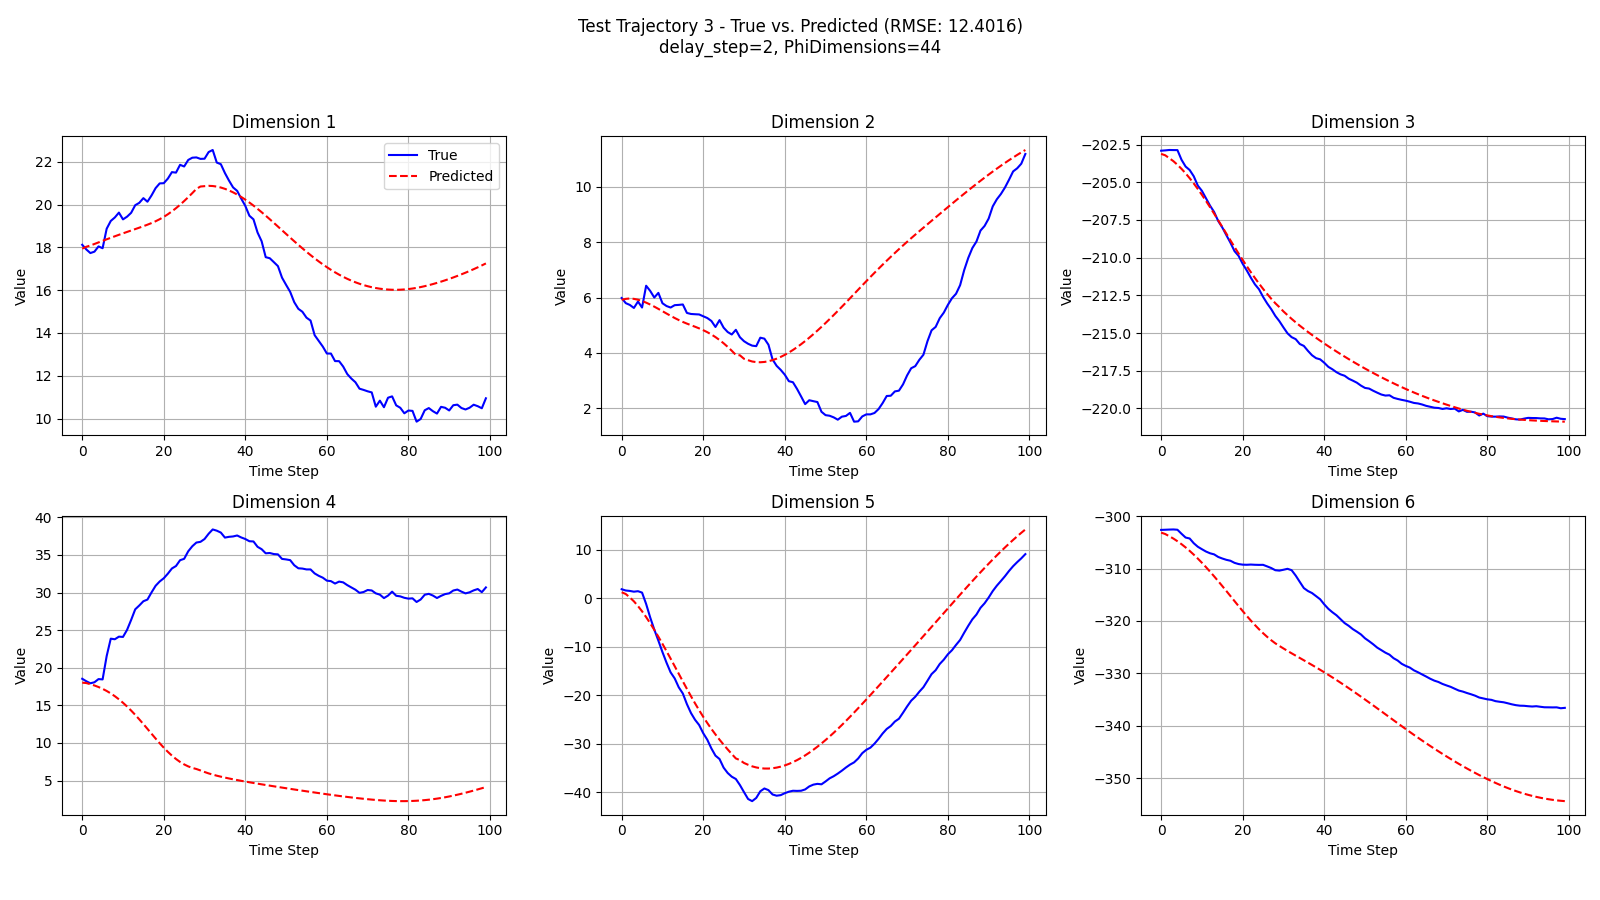 Test Trajectory 3 - True vs. Predicted (RMSE: 12.4016)
delay_step=2, PhiDimensions=44
Dimension 1
True
Predicted
22
20
18
16
14
12
10
Value
0 20 40 60 80 100
Time Step
Dimension 2
10
8
6
4
2
Value
0 20 40 60 80 100
Time Step
Dimension 3
−202.5
−205.0
−207.5
−210.0
−212.5
−215.0
−217.5
−220.0
Value
0 20 40 60 80 100
Time Step
Dimension 4
40
35
30
25
20
15
10
5
Value
0 20 40 60 80 100
Time Step
Dimension 5
10
0
−10
−20
−30
−40
Value
0 20 40 60 80 100
Time Step
Dimension 6
−300
−310
−320
−330
−340
−350
Value
0 20 40 60 80 100
Time Step